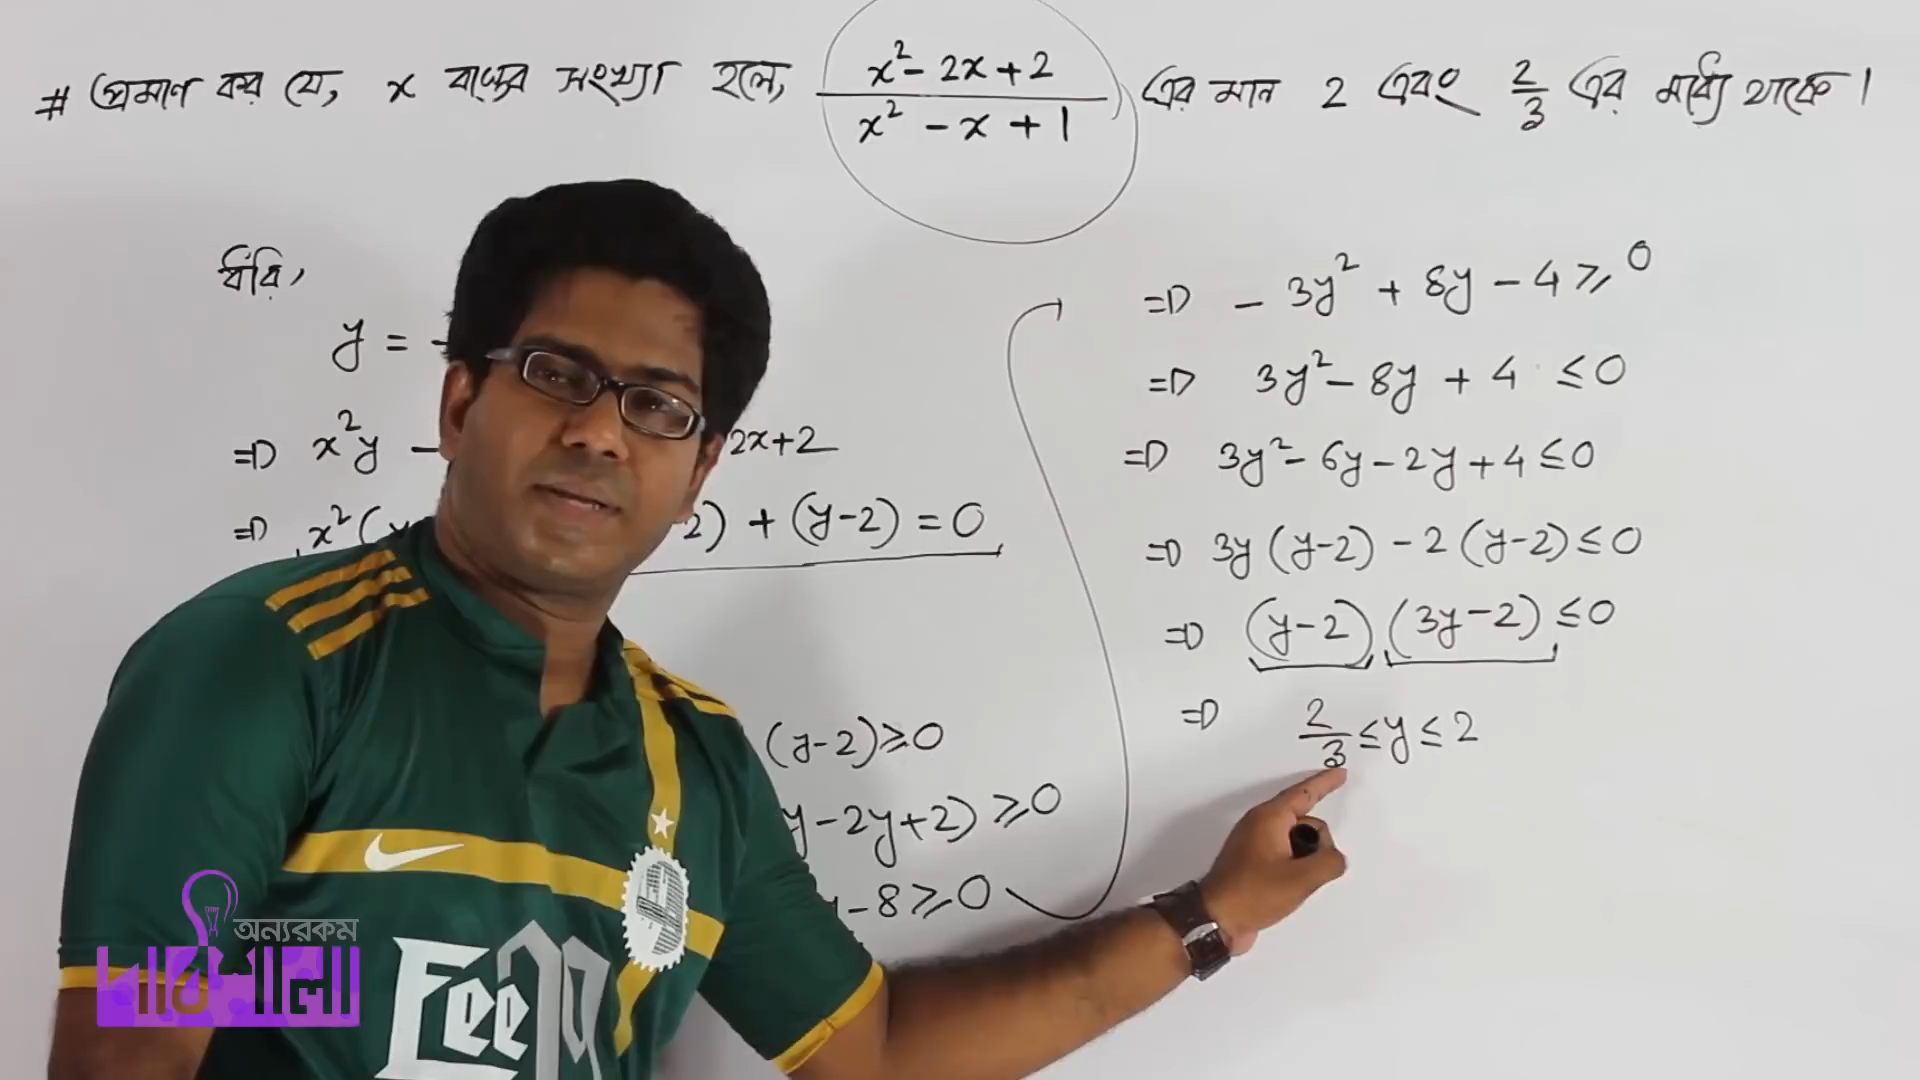 # প্রমাণ কর যে, x বাস্তব সংখ্যা হলে, (x² - 2x + 2)/(x² - x + 1) এর মান 2 এবং 2/3 এর মধ্যে থাকে।
ধরি,
y =
=> x²y - 2x+2
=> x²(y 2) + (y-2) = 0
(y-2) ≥ 0
y - 2y + 2) ≥ 0
- 8 ≥ 0
=> - 3y² + 8y - 4 ≥ 0
=> 3y² - 8y + 4 ≤ 0
=> 3y² - 6y - 2y + 4 ≤ 0
=> 3y (y-2) - 2 (y-2) ≤ 0
=> (y-2) (3y-2) ≤ 0
=> 2/3 ≤ y ≤ 2
অন্যরকম
পাঠশালা